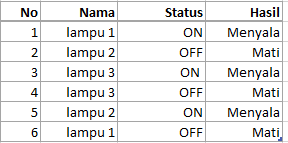 No Nama Status Hasil
1 lampu 1 ON Menyala
2 lampu 2 OFF Mati
3 lampu 3 ON Menyala
4 lampu 3 OFF Mati
5 lampu 2 ON Menyala
6 lampu 1 OFF Mati